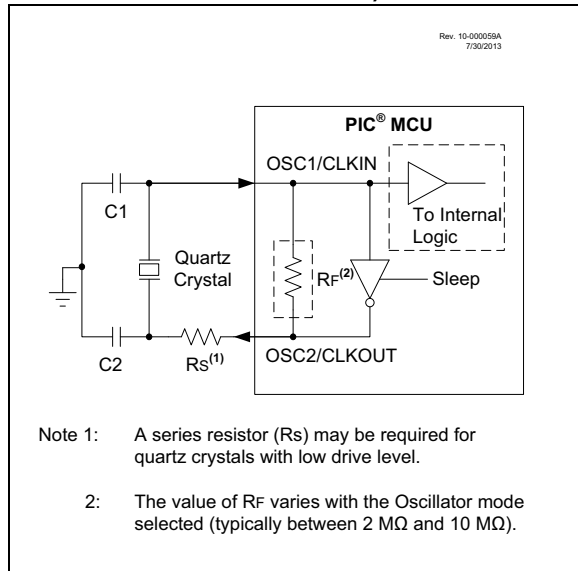 Rev. 10-000059A
7/30/2013
PIC® MCU
OSC1/CLKIN
C1
To Internal
Logic
Quartz
Crystal
RF(2)
Sleep
C2
RS(1)
OSC2/CLKOUT
Note 1: A series resistor (RS) may be required for
quartz crystals with low drive level.
2: The value of RF varies with the Oscillator mode
selected (typically between 2 MΩ and 10 MΩ).